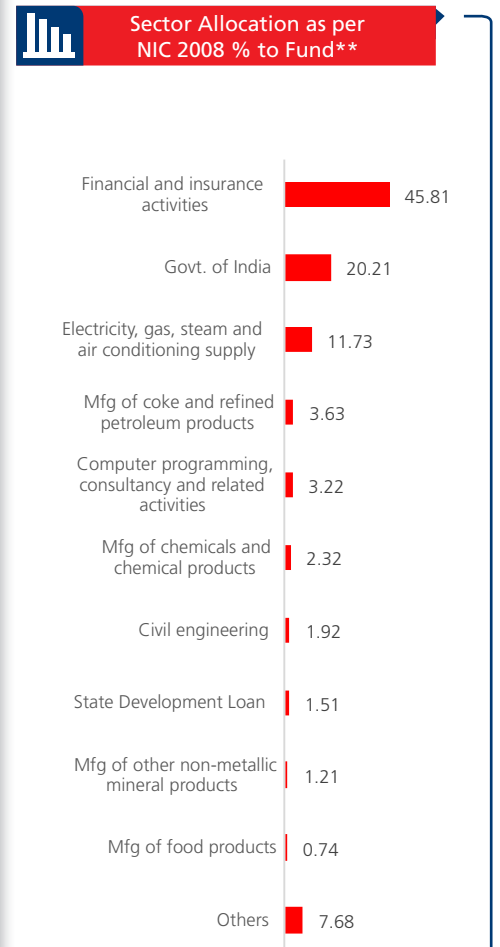 Sector Allocation as per
NIC 2008 % to Fund**
Financial and insurance
activities
45.81
Govt. of India
20.21
Electricity, gas, steam and
air conditioning supply
11.73
Mfg of coke and refined
petroleum products
3.63
Computer programming,
consultancy and related
activities
3.22
Mfg of chemicals and
chemical products
2.32
Civil engineering
1.92
State Development Loan
1.51
Mfg of other non-metallic
mineral products
1.21
Mfg of food products
0.74
Others
7.68